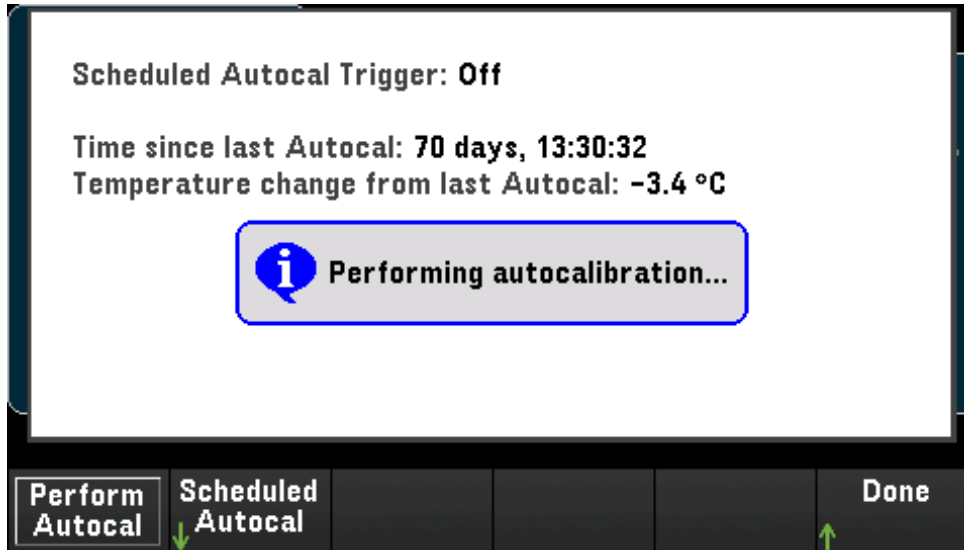 Scheduled Autocal Trigger: Off
Time since last Autocal: 70 days, 13:30:32
Temperature change from last Autocal: -3.4 °C
Performing autocalibration...
Perform
Autocal
Scheduled
Autocal
Done